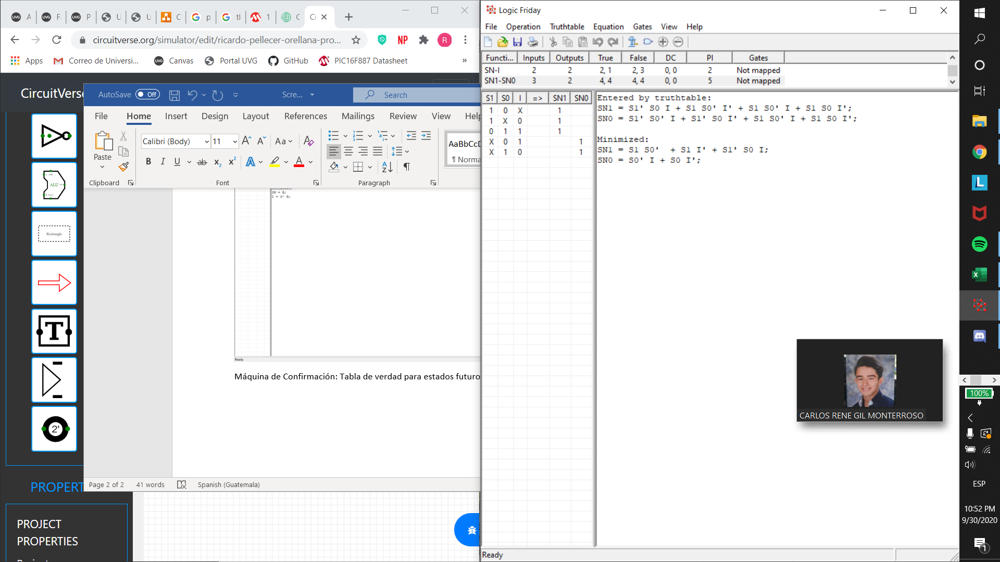 A
F
P
U
U
C
p
tl
1
C
Ci
circuitverse.org/simulator/edit/ricardo-pellecer-orellana-pro...
NP
R
Apps
Correo de Universi...
Canvas
Portal UVG
GitHub
PIC16F887 Datasheet
»
CircuitVerse
ALU
Rectangle
T
2'
PROPERT
PROJECT
PROPERTIES
AutoSave Off
Scre...
Search
File Home Insert Design Layout References Mailings Review View Help
Paste
Calibri (Body) 11
Aa
B I U ab x₂ x²
AaBbCcD
¶ Norma
Clipboard Font Paragraph
SN = B;
I = S' B;
Ready
Máquina de Confirmación: Tabla de verdad para estados futuro
Page 2 of 2 41 words Spanish (Guatemala)
Logic Friday
File Operation Truthtable Equation Gates View Help
Functi... Inputs Outputs True False DC PI Gates
SN-I 2 2 2, 1 2, 3 0, 0 2 Not mapped
SN1-SN0 3 2 4, 4 4, 4 0, 0 5 Not mapped
S1 S0 I => SN1 SN0
1 0 X 1
1 X 0 1
0 1 1 1
X 0 1 1
X 1 0 1
Entered by truthtable:
SN1 = S1' S0 I + S1 S0' I' + S1 S0' I + S1 S0 I';
SN0 = S1' S0' I + S1' S0 I' + S1 S0' I + S1 S0 I';
Minimized:
SN1 = S1 S0'  + S1 I' + S1' S0 I;
SN0 = S0' I + S0 I';
CARLOS RENE GIL MONTERROSO
Ready
100%
ESP
10:52 PM
9/30/2020
1